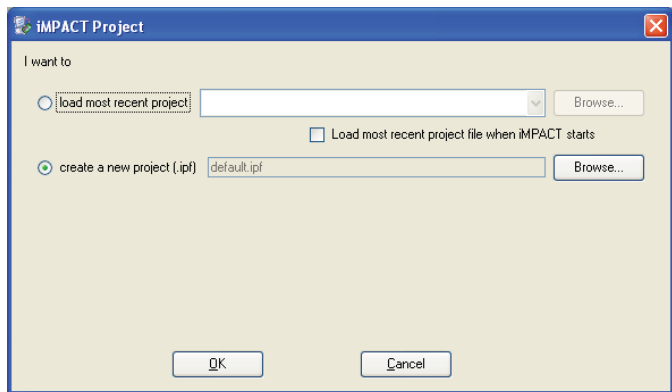 iMPACT Project
I want to
load most recent project Browse...
Load most recent project file when iMPACT starts
create a new project (.ipf) default.ipf Browse...
OK Cancel